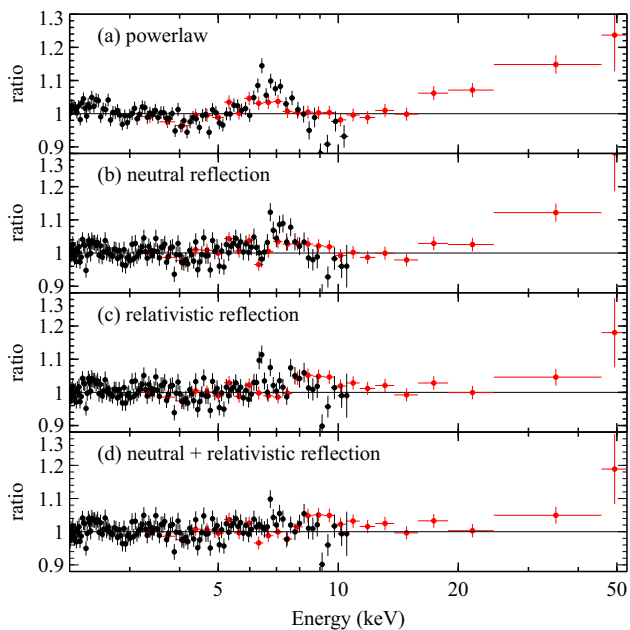 (a) powerlaw
ratio
1.3
1.2
1.1
1
0.9
(b) neutral reflection
ratio
1.3
1.2
1.1
1
0.9
(c) relativistic reflection
ratio
1.3
1.2
1.1
1
0.9
(d) neutral + relativistic reflection
ratio
1.3
1.2
1.1
1
0.9
5 10 20 50
Energy (keV)